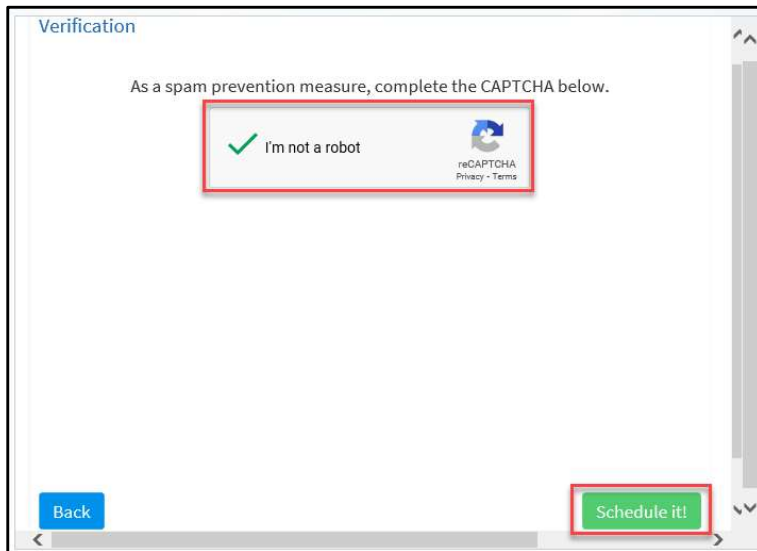 Verification
As a spam prevention measure, complete the CAPTCHA below.
I'm not a robot
reCAPTCHA
Privacy - Terms
Back
Schedule it!